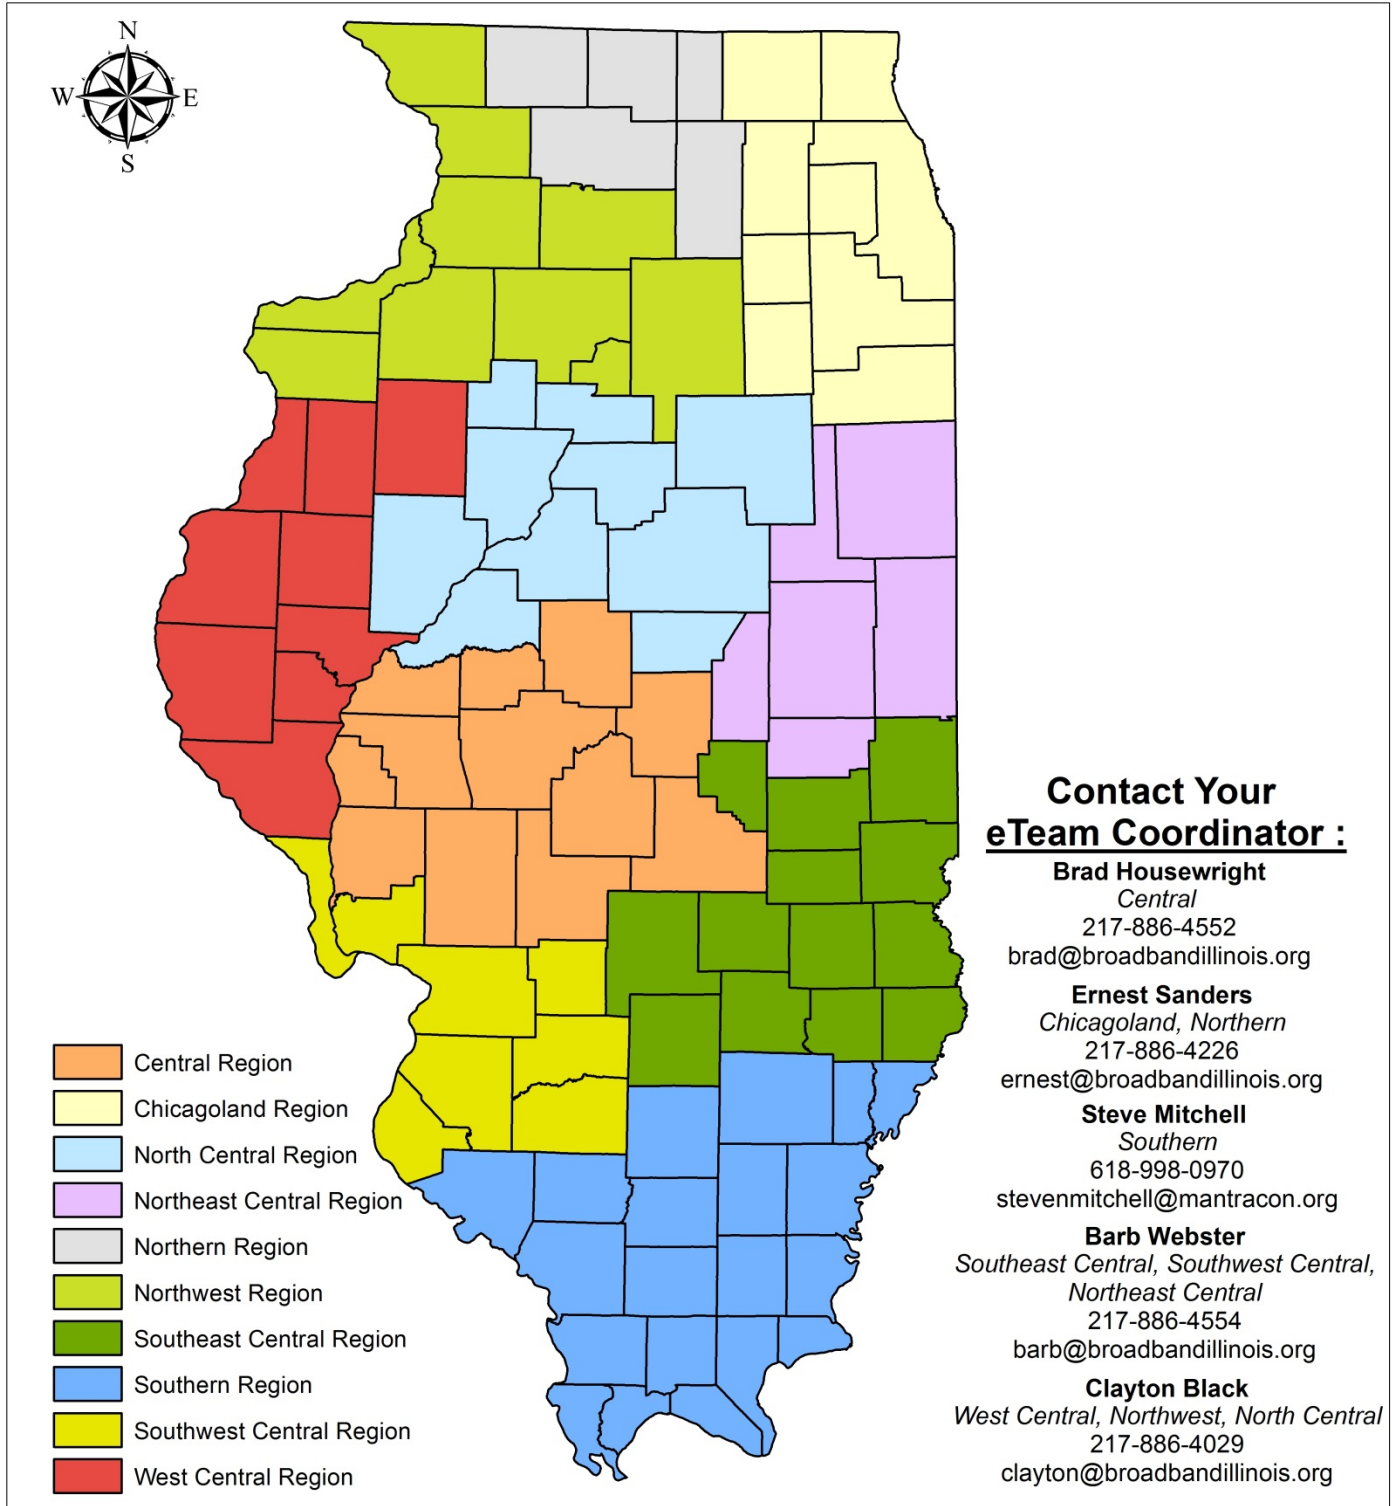 N
W E
S
Central Region
Chicagoland Region
North Central Region
Northeast Central Region
Northern Region
Northwest Region
Southeast Central Region
Southern Region
Southwest Central Region
West Central Region
Contact Your
eTeam Coordinator :
Brad Housewright
Central
217-886-4552
brad@broadbandillinois.org
Ernest Sanders
Chicagoland, Northern
217-886-4226
ernest@broadbandillinois.org
Steve Mitchell
Southern
618-998-0970
stevenmitchell@mantracon.org
Barb Webster
Southeast Central, Southwest Central,
Northeast Central
217-886-4554
barb@broadbandillinois.org
Clayton Black
West Central, Northwest, North Central
217-886-4029
clayton@broadbandillinois.org